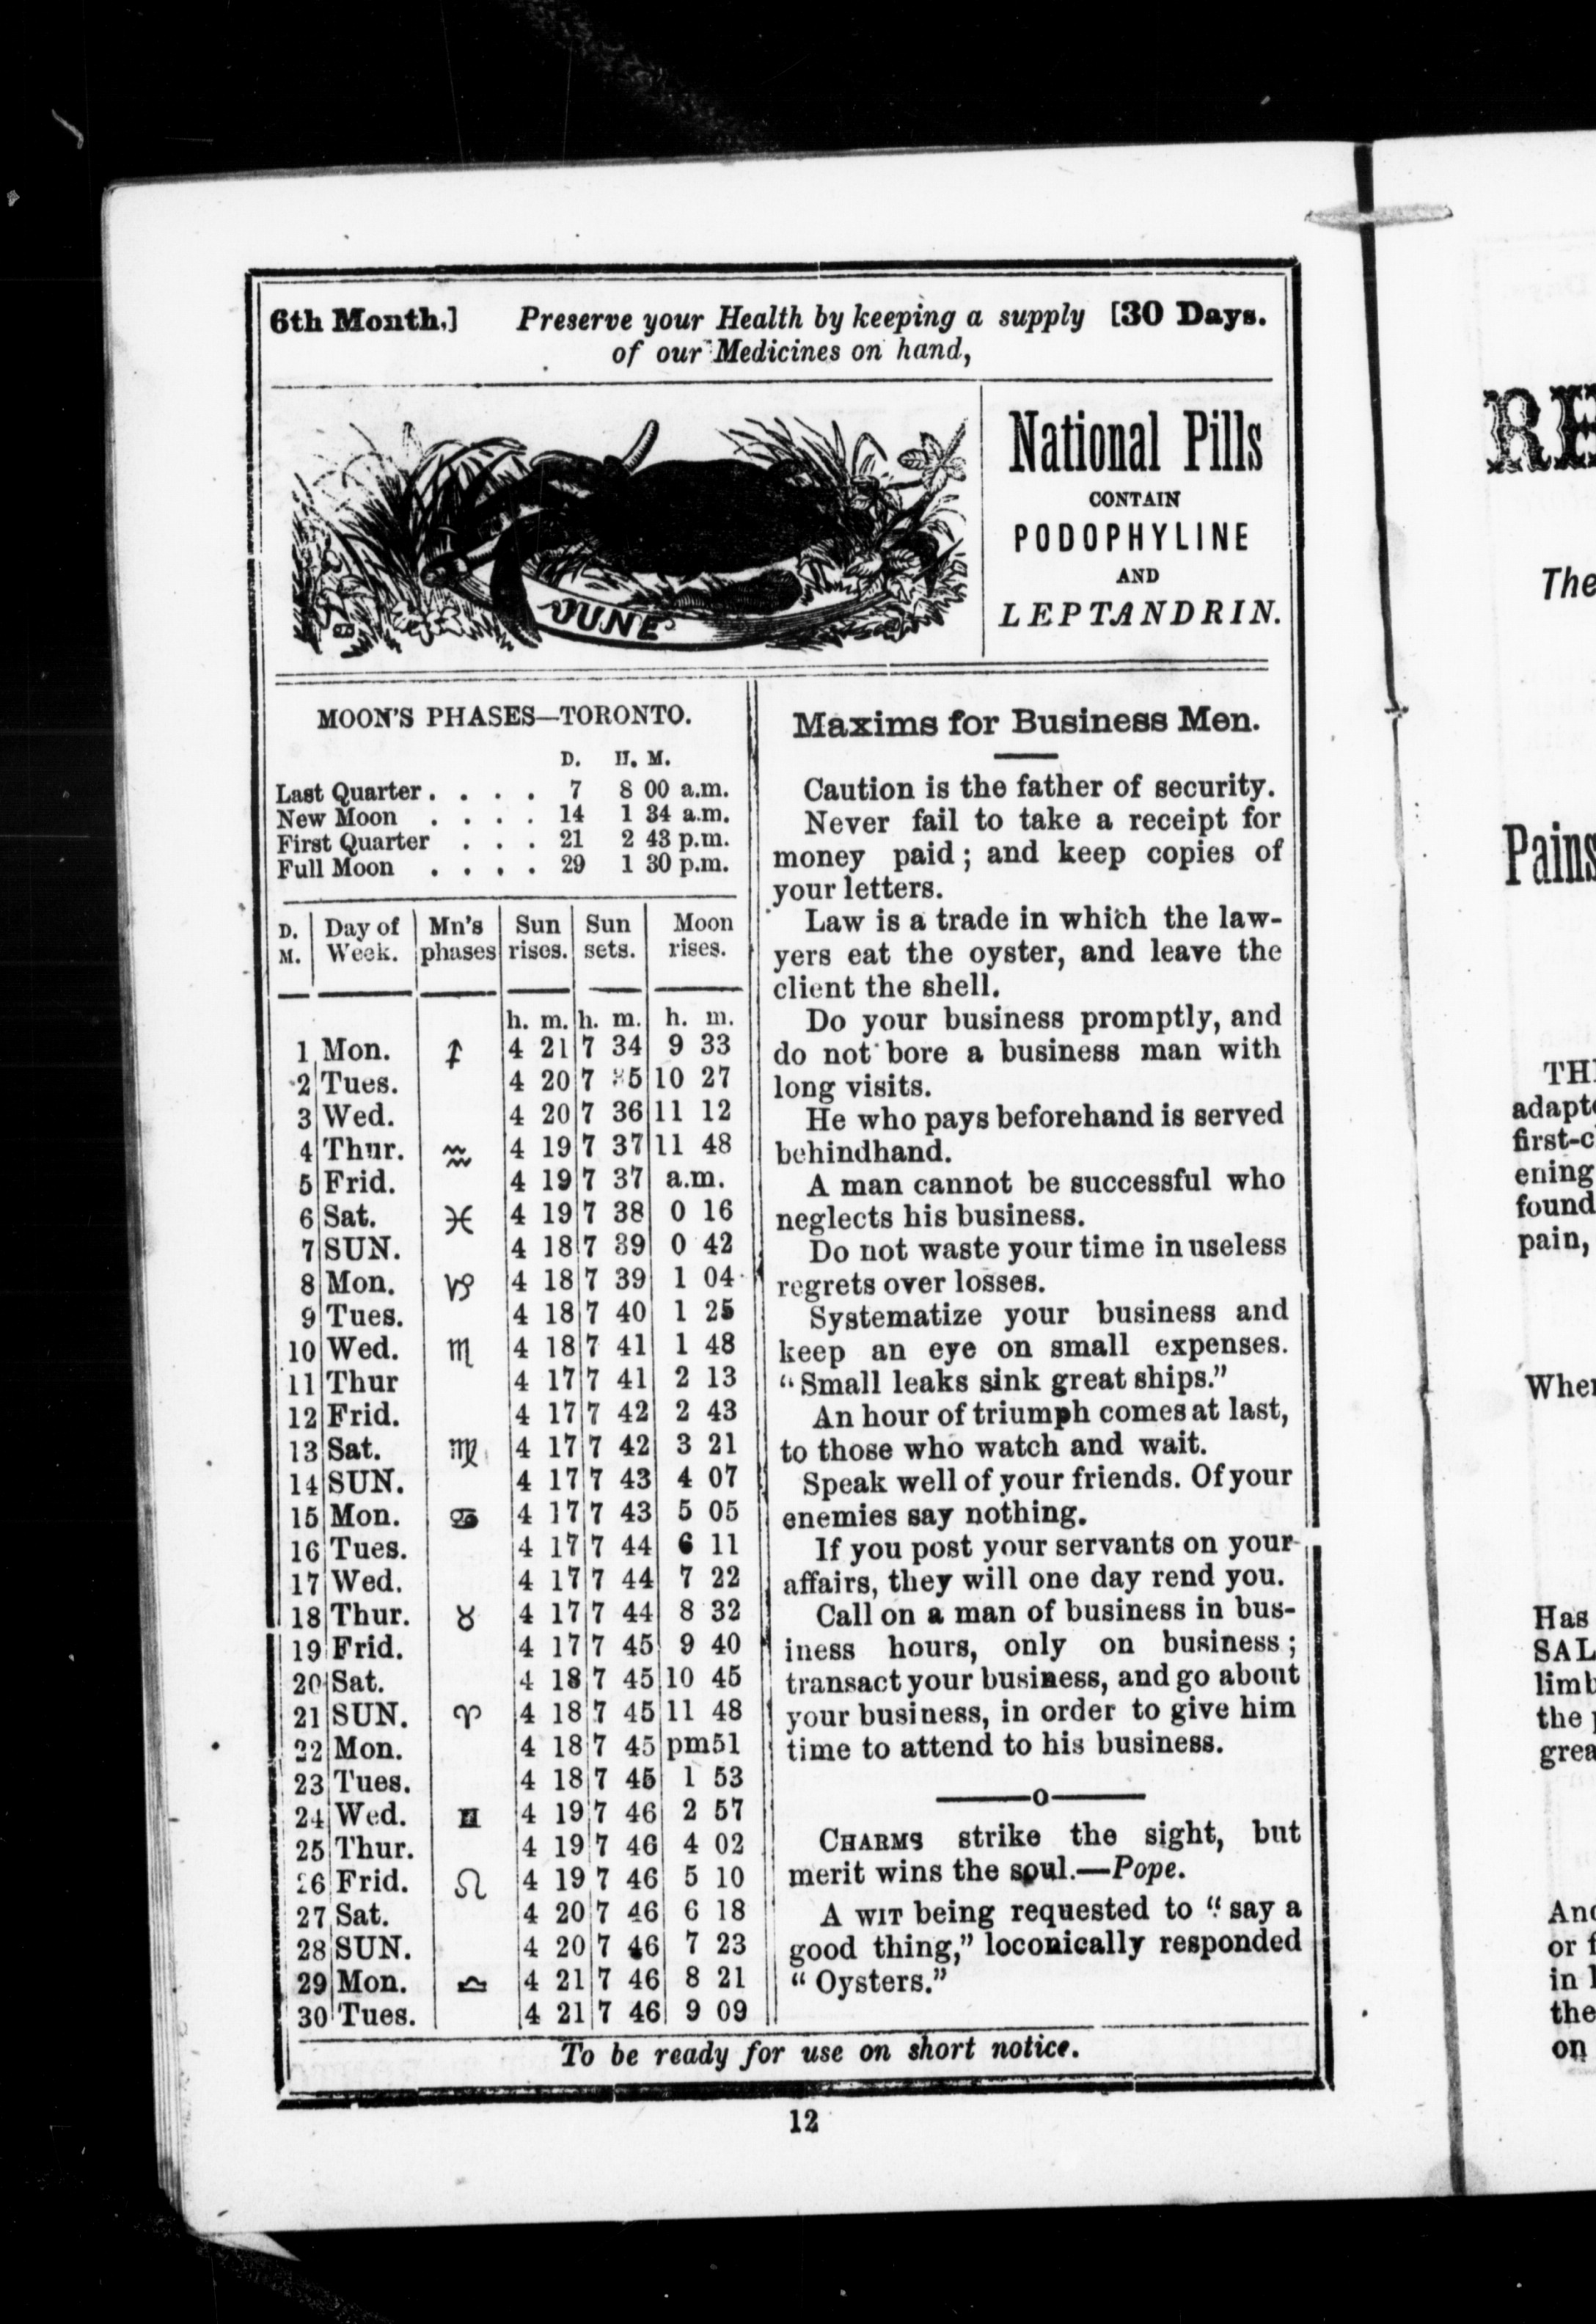 6th Month.] Preserve your Health by keeping a supply [30 Days.
of our Medicines on hand,
JUNE
National Pills
CONTAIN
PODOPHYLINE
AND
LEPTANDRIN.
MOON'S PHASES—TORONTO.
D. H. M.
Last Quarter . . . . 7 8 00 a.m.
New Moon . . . . 14 1 34 a.m.
First Quarter . . . 21 2 43 p.m.
Full Moon . . . . 29 1 30 p.m.
D. M. Day of Week. Mn's phases Sun rises. Sun sets. Moon rises.
h. m. h. m. h. m.
1 Mon. ♐ 4 21 7 34 9 33
2 Tues. 4 20 7 35 10 27
3 Wed. 4 20 7 36 11 12
4 Thur. ♒ 4 19 7 37 11 48
5 Frid. 4 19 7 37 a.m.
6 Sat. ♓ 4 19 7 38 0 16
7 SUN. 4 18 7 39 0 42
8 Mon. ♑ 4 18 7 39 1 04
9 Tues. 4 18 7 40 1 25
10 Wed. ♏ 4 18 7 41 1 48
11 Thur 4 17 7 41 2 13
12 Frid. 4 17 7 42 2 43
13 Sat. ♍ 4 17 7 42 3 21
14 SUN. 4 17 7 43 4 07
15 Mon. ♋ 4 17 7 43 5 05
16 Tues. 4 17 7 44 6 11
17 Wed. 4 17 7 44 7 22
18 Thur. ♉ 4 17 7 44 8 32
19 Frid. 4 17 7 45 9 40
20 Sat. 4 18 7 45 10 45
21 SUN. ♈ 4 18 7 45 11 48
22 Mon. 4 18 7 45 pm51
23 Tues. 4 18 7 45 1 53
24 Wed. ♊ 4 19 7 46 2 57
25 Thur. 4 19 7 46 4 02
26 Frid. ♌ 4 19 7 46 5 10
27 Sat. 4 20 7 46 6 18
28 SUN. 4 20 7 46 7 23
29 Mon. ♎ 4 21 7 46 8 21
30 Tues. 4 21 7 46 9 09
Maxims for Business Men.
Caution is the father of security.
Never fail to take a receipt for
money paid; and keep copies of
your letters.
Law is a trade in which the law-
yers eat the oyster, and leave the
client the shell.
Do your business promptly, and
do not bore a business man with
long visits.
He who pays beforehand is served
behindhand.
A man cannot be successful who
neglects his business.
Do not waste your time in useless
regrets over losses.
Systematize your business and
keep an eye on small expenses.
"Small leaks sink great ships."
An hour of triumph comes at last,
to those who watch and wait.
Speak well of your friends. Of your
enemies say nothing.
If you post your servants on your
affairs, they will one day rend you.
Call on a man of business in bus-
iness hours, only on business;
transact your business, and go about
your business, in order to give him
time to attend to his business.
o
CHARMS strike the sight, but
merit wins the soul.—Pope.
A WIT being requested to "say a
good thing," loconically responded
"Oysters."
To be ready for use on short notice.
12
The
Pains
adapt
first-c
ening
found
pain,
Has
SAL
limb
the
grea
or
in
the
on